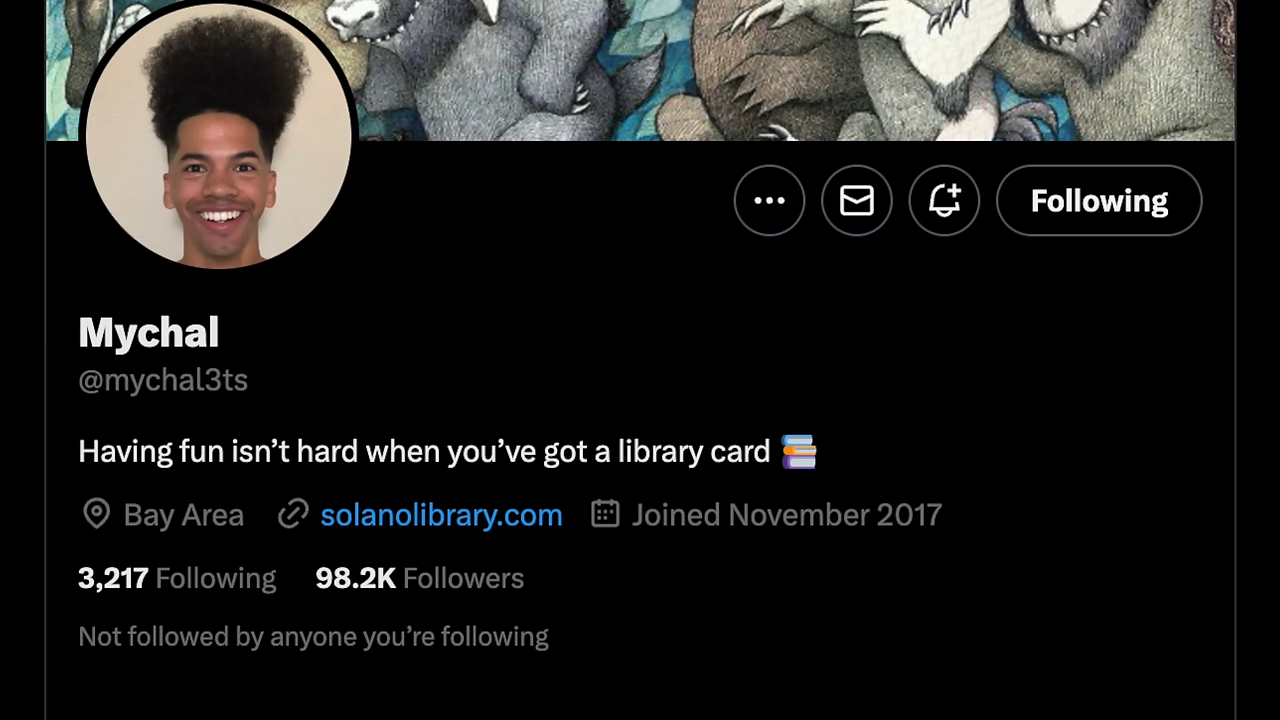 Following
Mychal
@mychal3ts
Having fun isn’t hard when you’ve got a library card 📚
Bay Area solanolibrary.com Joined November 2017
3,217 Following 98.2K Followers
Not followed by anyone you’re following